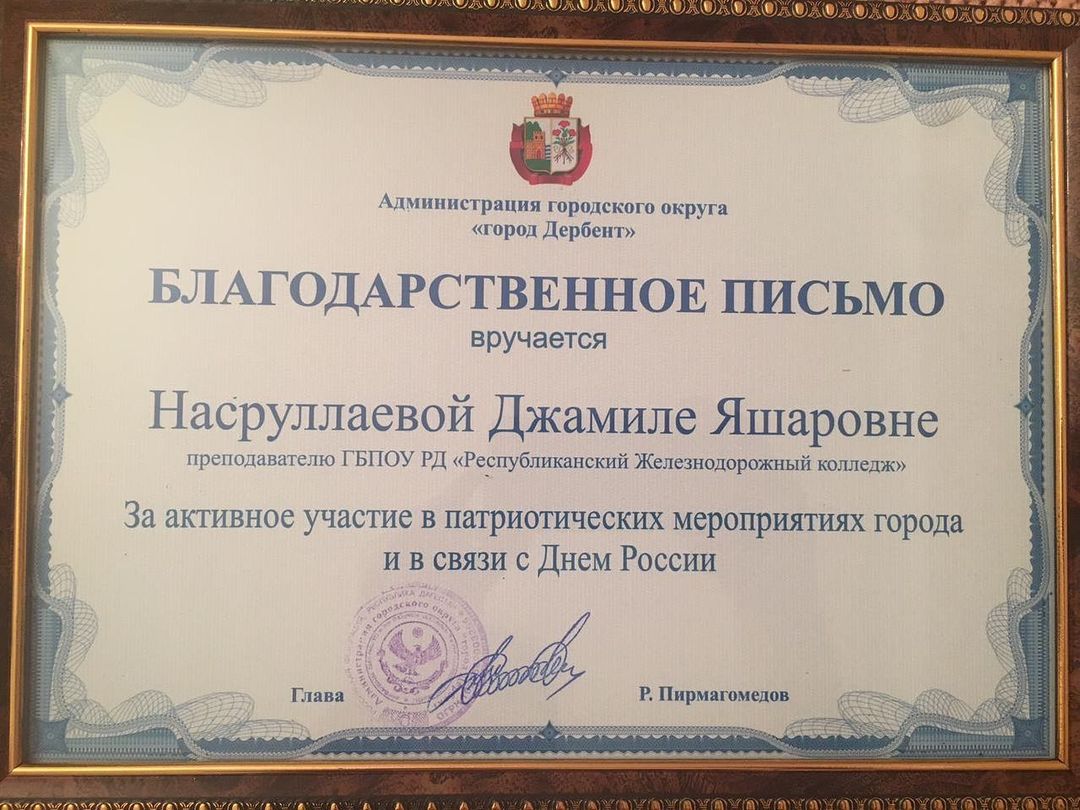 Администрация городского округа
«город Дербент»
БЛАГОДАРСТВЕННОЕ ПИСЬМО
вручается
Насруллаевой Джамиле Яшаровне
преподавателю ГБПОУ РД «Республиканский Железнодорожный колледж»
За активное участие в патриотических мероприятиях города
и в связи с Днем России
Глава
Р. Пирмагомедов